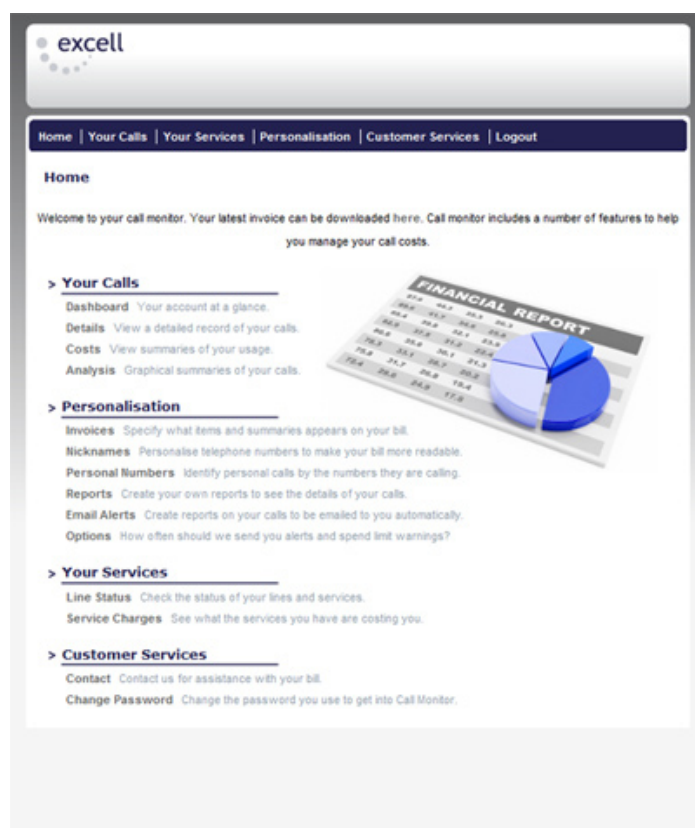 excell
Home | Your Calls | Your Services | Personalisation | Customer Services | Logout
Home
Welcome to your call monitor. Your latest invoice can be downloaded here. Call monitor includes a number of features to help
you manage your call costs.
> Your Calls
Dashboard Your account at a glance.
Details View a detailed record of your calls.
Costs View summaries of your usage.
Analysis Graphical summaries of your calls.
FINANCIAL REPORT
> Personalisation
Invoices Specify what items and summaries appears on your bill.
Nicknames Personalise telephone numbers to make your bill more readable.
Personal Numbers Identify personal calls by the numbers they are calling.
Reports Create your own reports to see the details of your calls.
Email Alerts Create reports on your calls to be emailed to you automatically.
Options How often should we send you alerts and spend limit warnings?
> Your Services
Line Status Check the status of your lines and services.
Service Charges See what the services you have are costing you.
> Customer Services
Contact Contact us for assistance with your bill.
Change Password Change the password you use to get into Call Monitor.